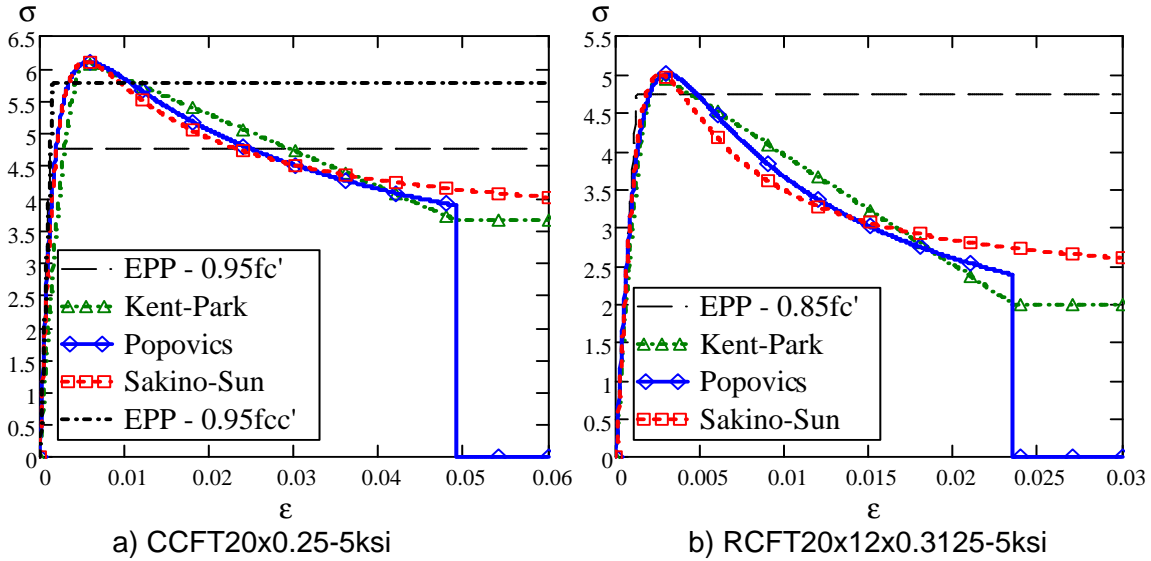 σ
6.5
6
5.5
5
4.5
4
3.5
3
2.5
2
1.5
1
0.5
0
EPP - 0.95fc'
Kent-Park
Popovics
Sakino-Sun
EPP - 0.95fcc'
0 0.01 0.02 0.03 0.04 0.05 0.06
ε
a) CCFT20x0.25-5ksi
σ
5.5
5
4.5
4
3.5
3
2.5
2
1.5
1
0.5
0
EPP - 0.85fc'
Kent-Park
Popovics
Sakino-Sun
0 0.005 0.01 0.015 0.02 0.025 0.03
ε
b) RCFT20x12x0.3125-5ksi